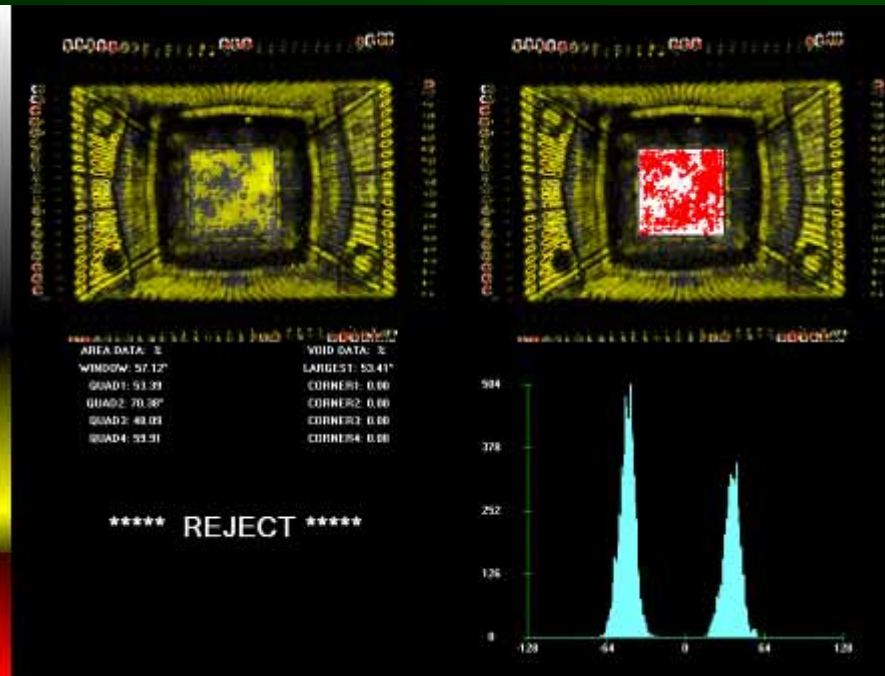 AREA DATA: %
VOID DATA: %
WINDOW: 57.12*
LARGEST: 53.41*
QUAD1: 53.39
CORNER1: 0.00
QUAD2: 70.38*
CORNER2: 0.00
QUAD3: 48.09
CORNER3: 0.00
QUAD4: 59.91
CORNER4: 0.00
***** REJECT *****
504
378
252
126
0
-128 -64 0 64 128